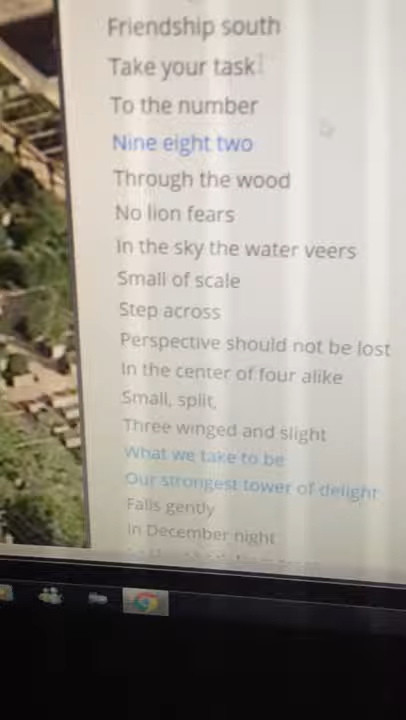 Friendship south
Take your task
To the number
Nine eight two
Through the wood
No lion fears
In the sky the water veers
Small of scale
Step across
Perspective should not be lost
In the center of four alike
Small, split,
Three winged and slight
What we take to be
Our strongest tower of delight
Falls gently
In December night